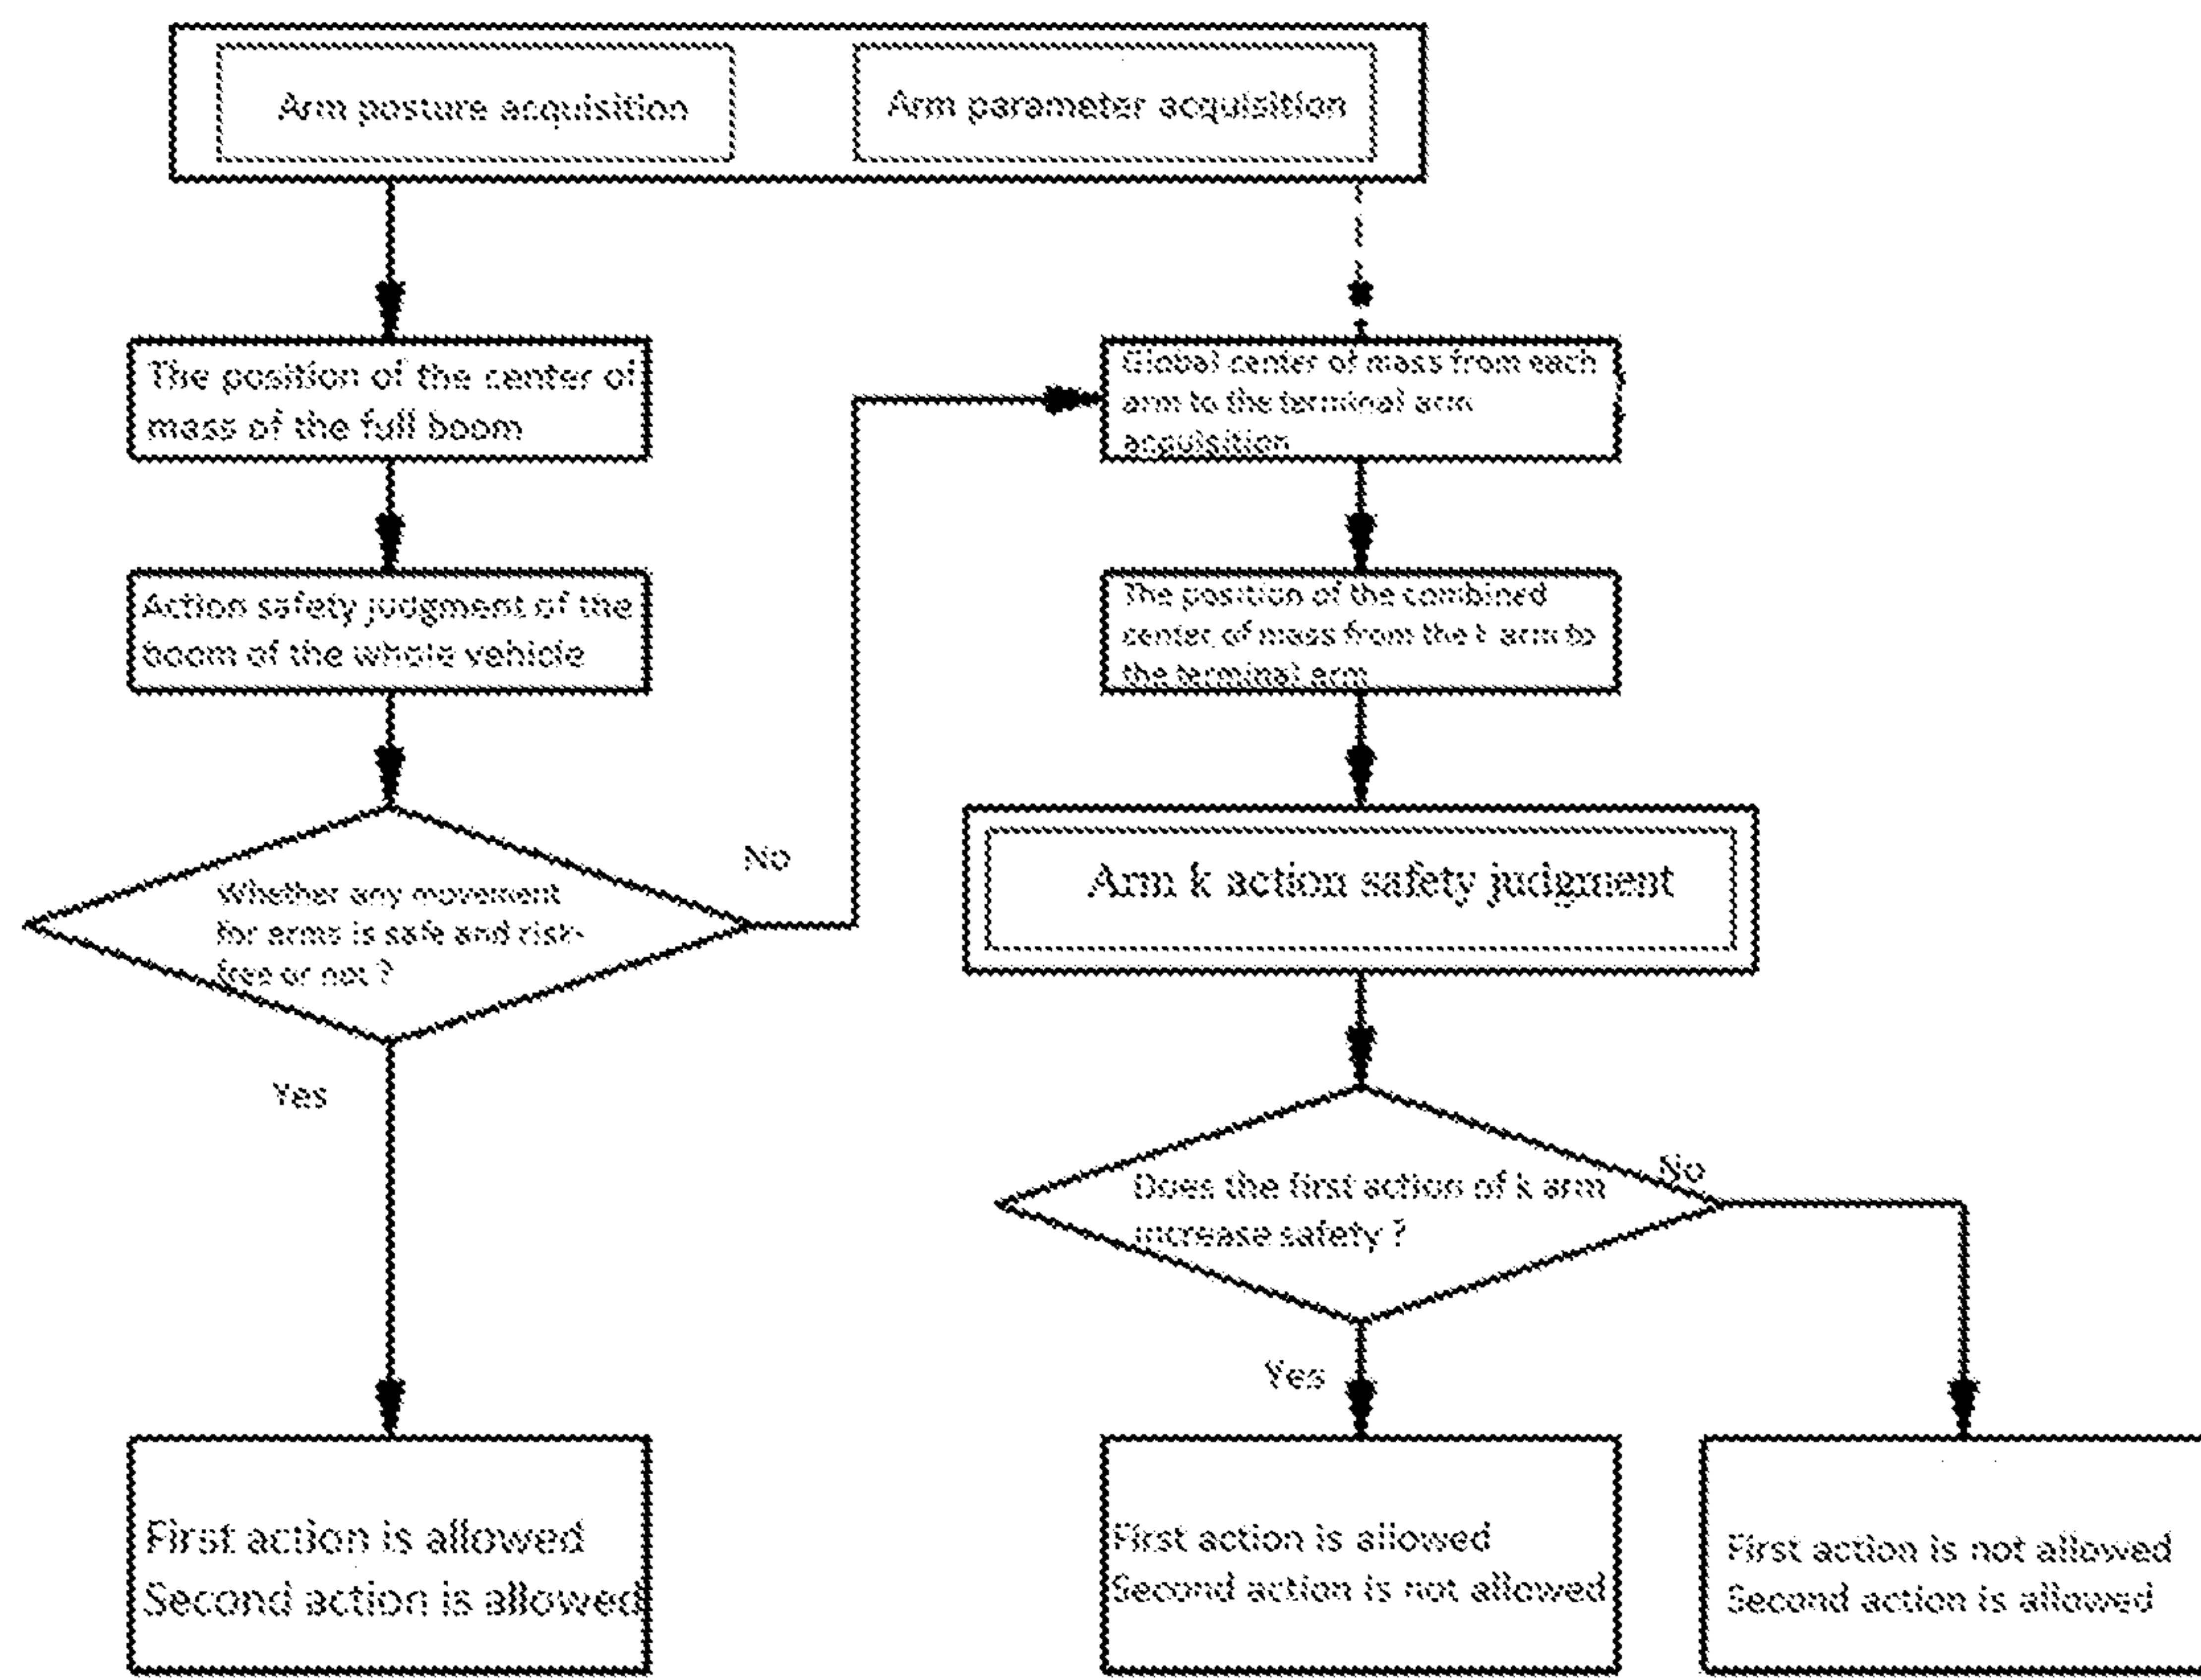 Arm posture acquisition
Arm parameter acquisition
The position of the center of
mass of the full boom
Global center of mass from each
arm to the terminal arm
acquisition
Action safety judgment of the
boom of the whole vehicle
The position of the combined
center of mass from the k arm to
the terminal arm
Whether any movement
for arms is safe and risk-
free or not ?
No
Yes
Arm k action safety judgment
Does the first action of k arm
increase safety ?
No
Yes
First action is allowed
Second action is allowed
First action is allowed
Second action is not allowed
First action is not allowed
Second action is allowed